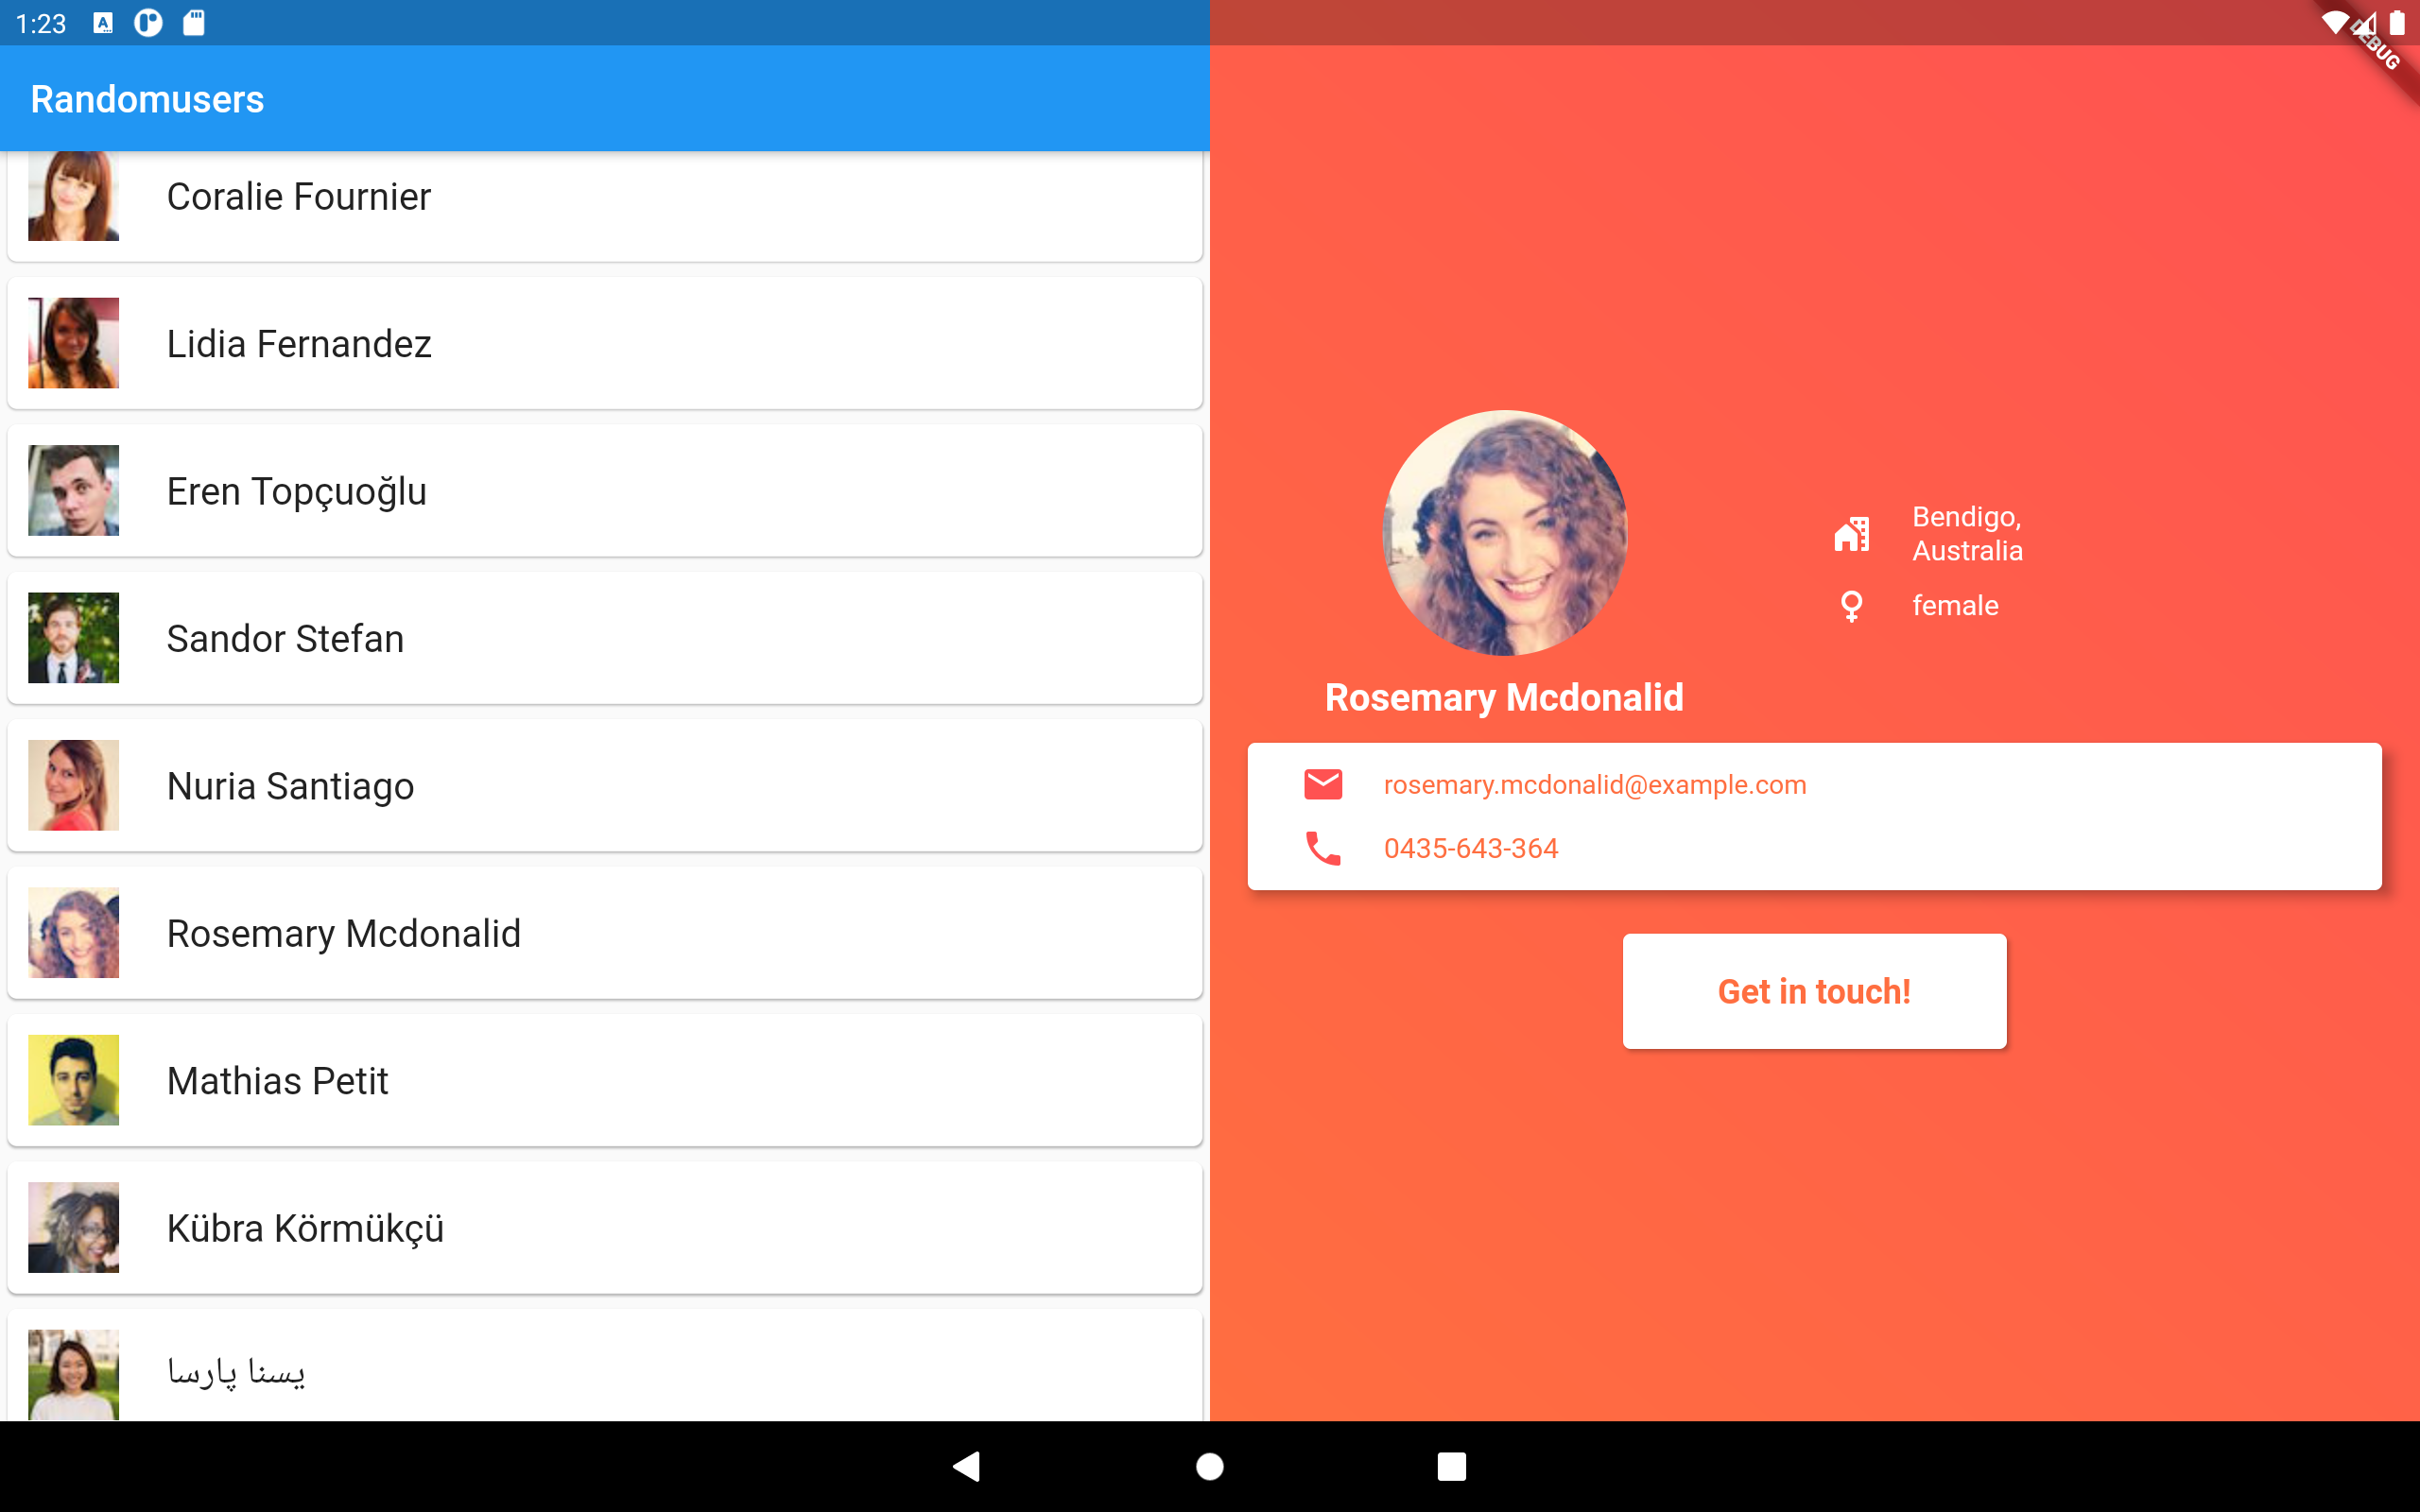 1:23
DEBUG
Randomusers
Coralie Fournier
Lidia Fernandez
Eren Topçuoğlu
Sandor Stefan
Nuria Santiago
Rosemary Mcdonalid
Mathias Petit
Kübra Körmükçü
یسنا پارسا
Bendigo,
Australia
female
Rosemary Mcdonalid
rosemary.mcdonalid@example.com
0435-643-364
Get in touch!